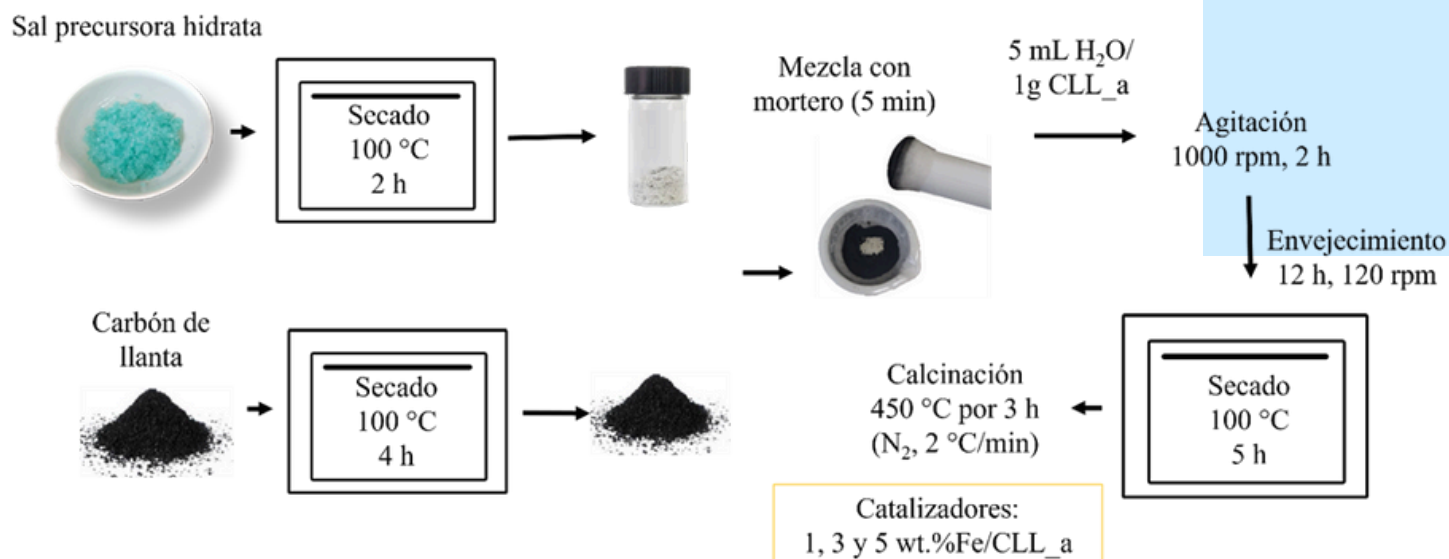 Sal precursora hidrata
Secado
100 °C
2 h
Mezcla con
mortero (5 min)
5 mL H₂O/
1g CLL_a
Agitación
1000 rpm, 2 h
Envejecimiento
12 h, 120 rpm
Carbón de
llanta
Secado
100 °C
4 h
Calcinación
450 °C por 3 h
(N₂, 2 °C/min)
Secado
100 °C
5 h
Catalizadores:
1, 3 y 5 wt.%Fe/CLL_a